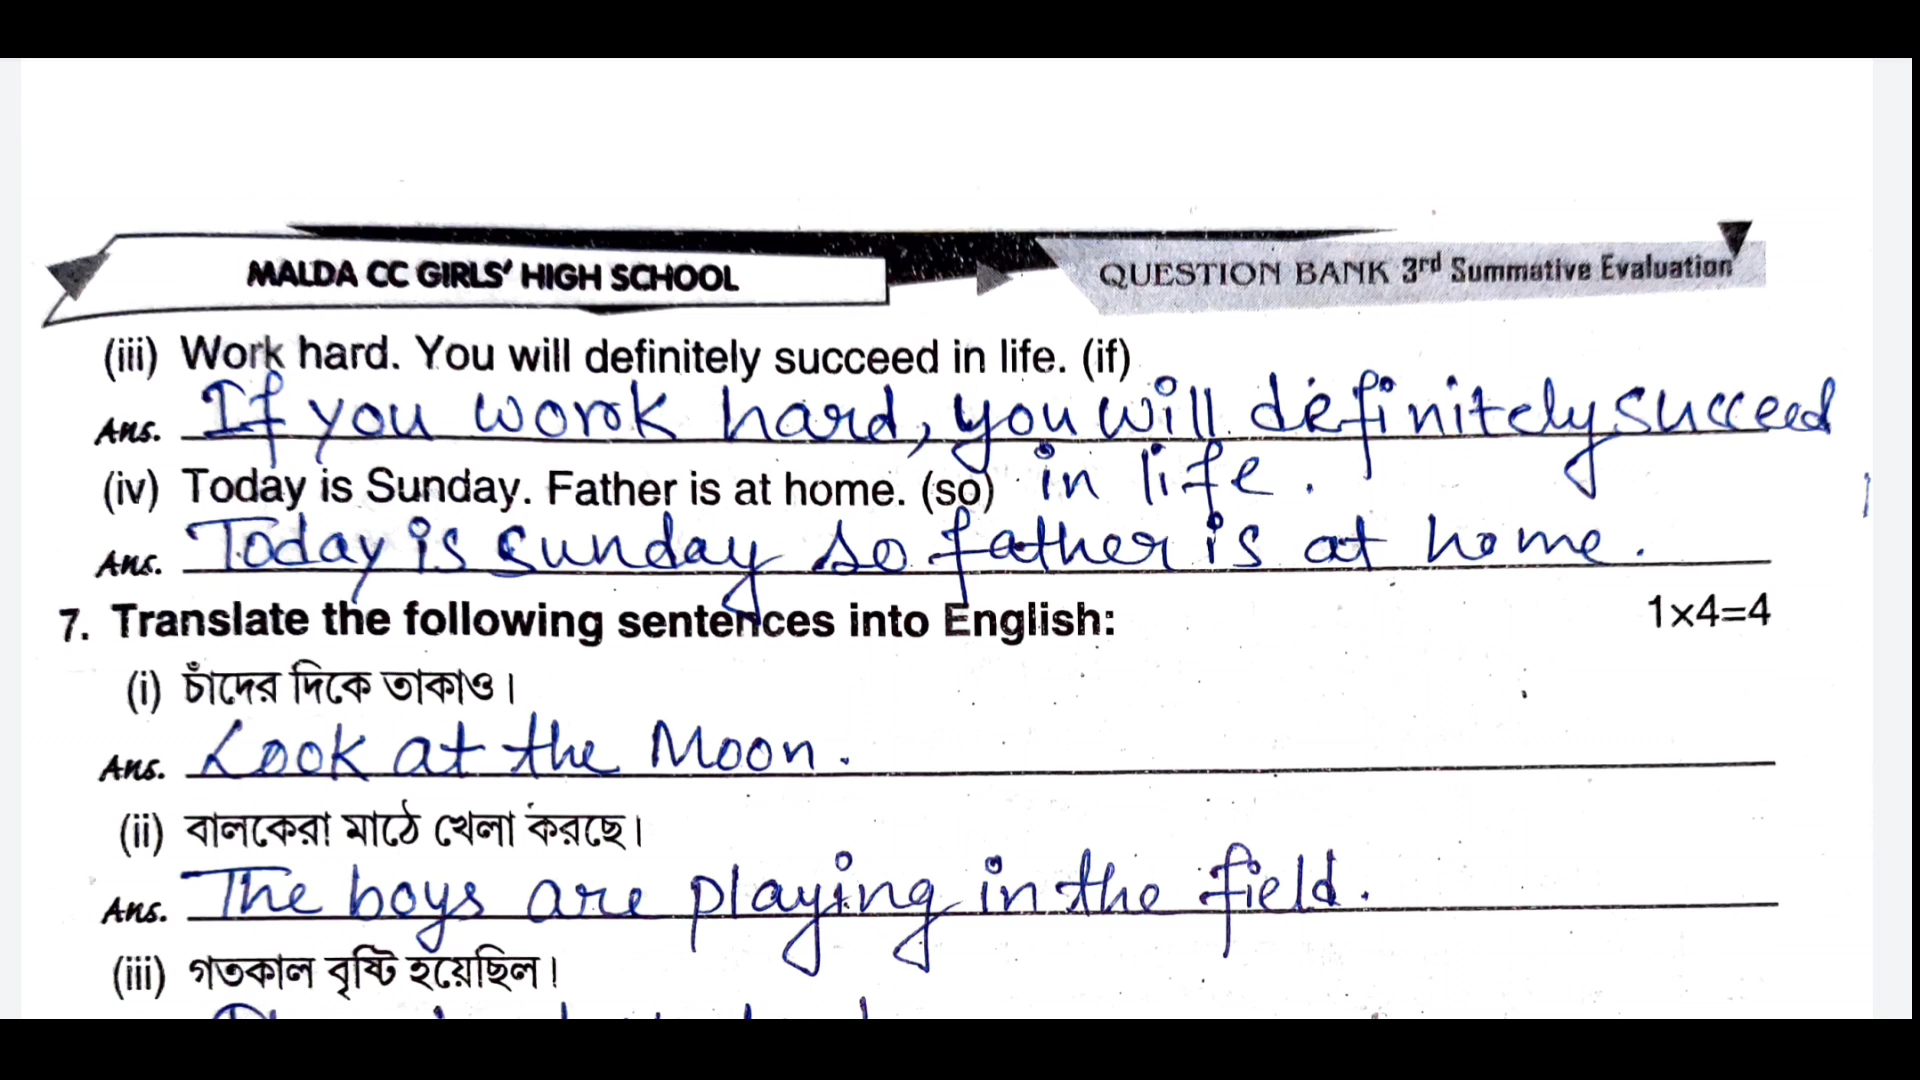 MALDA CC GIRLS' HIGH SCHOOL
QUESTION BANK 3rd Summative Evaluation
(iii) Work hard. You will definitely succeed in life. (if)
Ans. If you work hard, you will definitely succeed
in life.
(iv) Today is Sunday. Father is at home. (so)
Ans. Today is sunday so father is at home.
7. Translate the following sentences into English: 1×4=4
(i) চাঁদের দিকে তাকাও।
Ans. Look at the Moon.
(ii) বালকেরা মাঠে খেলা করছে।
Ans. The boys are playing in the field.
(iii) গতকাল বৃষ্টি হয়েছিল।